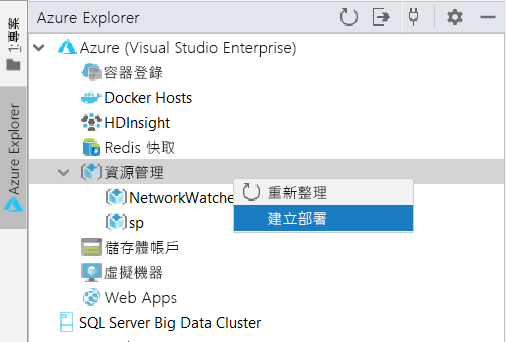 Azure Explorer
1: 專案
Azure Explorer
Azure (Visual Studio Enterprise)
容器登錄
Docker Hosts
HDInsight
Redis 快取
資源管理
NetworkWatche
重新整理
sp
建立部署
儲存體帳戶
虛擬機器
Web Apps
SQL Server Big Data Cluster